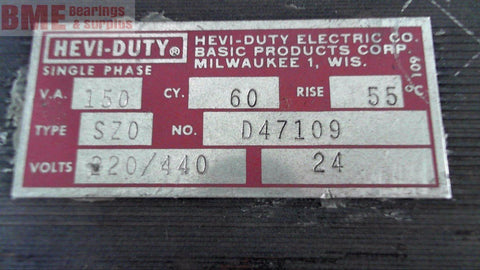 BME Bearings & Surplus
HEVI-DUTY® HEVI-DUTY ELECTRIC CO.
BASIC PRODUCTS CORP.
SINGLE PHASE MILWAUKEE 1, WIS.
V.A. 150 CY. 60 RISE 55
TYPE SZO NO. D47109
VOLTS 220/440 24